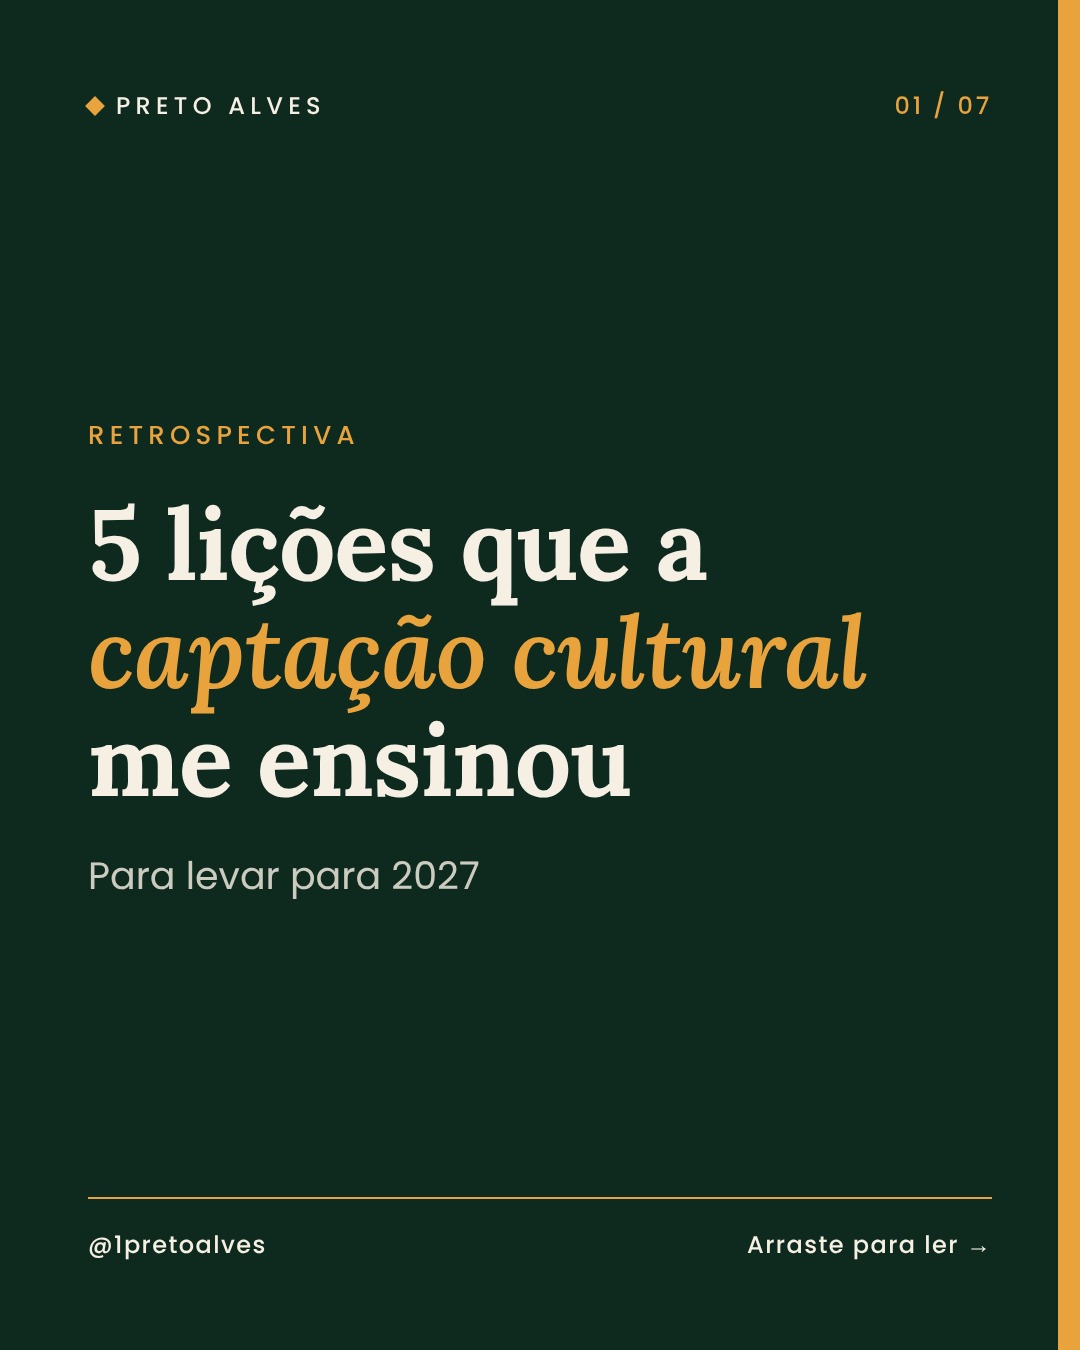 PRETO ALVES
01 / 07
RETROSPECTIVA
5 lições que a
captação cultural
me ensinou
Para levar para 2027
@1pretoalves
Arraste para ler →